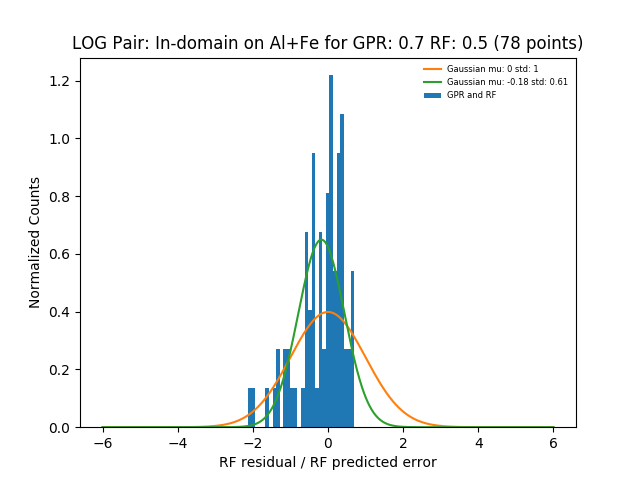 LOG Pair: In-domain on Al+Fe for GPR: 0.7 RF: 0.5 (78 points)
Gaussian mu: 0 std: 1
Gaussian mu: -0.18 std: 0.61
GPR and RF
Normalized Counts
1.2
1.0
0.8
0.6
0.4
0.2
0.0
−6 −4 −2 0 2 4 6
RF residual / RF predicted error